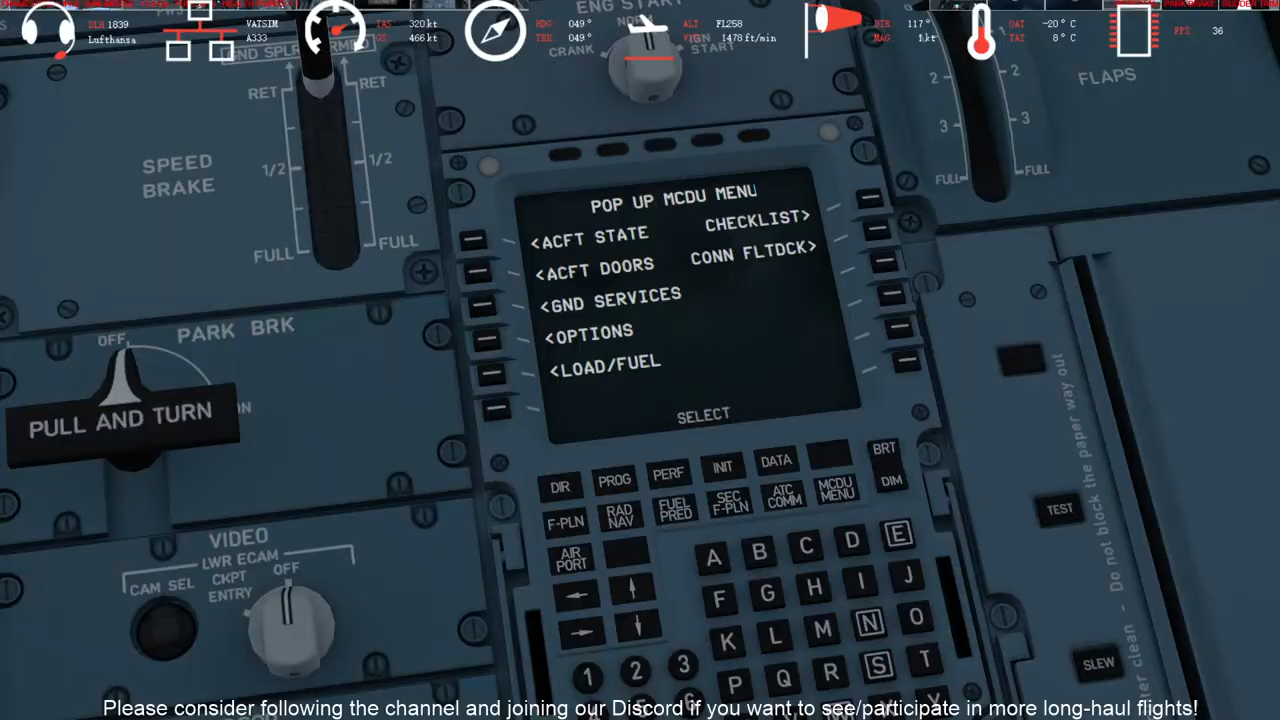 DLH 1839
Lufthansa
VATSIM
A333
TAS 320 kt
GS 466 kt
HDG: 049°
TRK: 049°
ALT FL258
V/S 1478 ft/min
DIR 117°
MAG. 1 kt
OAT -20° C
TAT 8° C
FPS: 36
ENG START
CRANK
NORM
IGN
START
GND SPLR ARMED
RET
RET
SPEED
BRAKE
1/2
1/2
FULL
FULL
2
2
3
3
FULL
FULL
FLAPS
POP UP MCDU MENU
<ACFT STATE
CHECKLIST>
<ACFT DOORS
CONN FLTDCK>
<GND SERVICES
<OPTIONS
<LOAD/FUEL
SELECT
PARK BRK
OFF
PULL AND TURN
VIDEO
LWR ECAM
CAM SEL
CKPT
ENTRY
OFF
DIR
PROG
PERF
INIT
DATA
BRT
DIM
F-PLN
RAD
NAV
FUEL
PRED
SEC
F-PLN
ATC
COMM
MCDU
MENU
AIR
PORT
A B C D E
F G H I J
K L M N O
P Q R S T
1 2 3
TEST
SLEW
Do not block the paper way out
Please consider following the channel and joining our Discord if you want to see/participate in more long-haul flights!